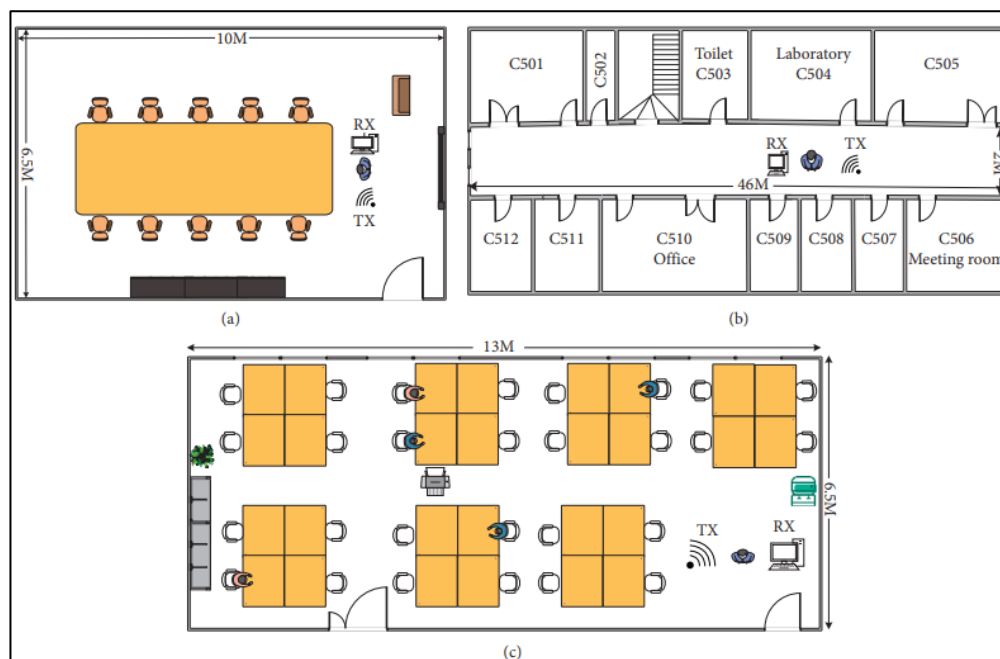 10M
6.5M
RX
TX
(a)
C501
C502
Toilet
C503
Laboratory
C504
C505
RX
TX
2M
46M
C512
C511
C510
Office
C509
C508
C507
C506
Meeting room
(b)
13M
6.5M
TX
RX
(c)